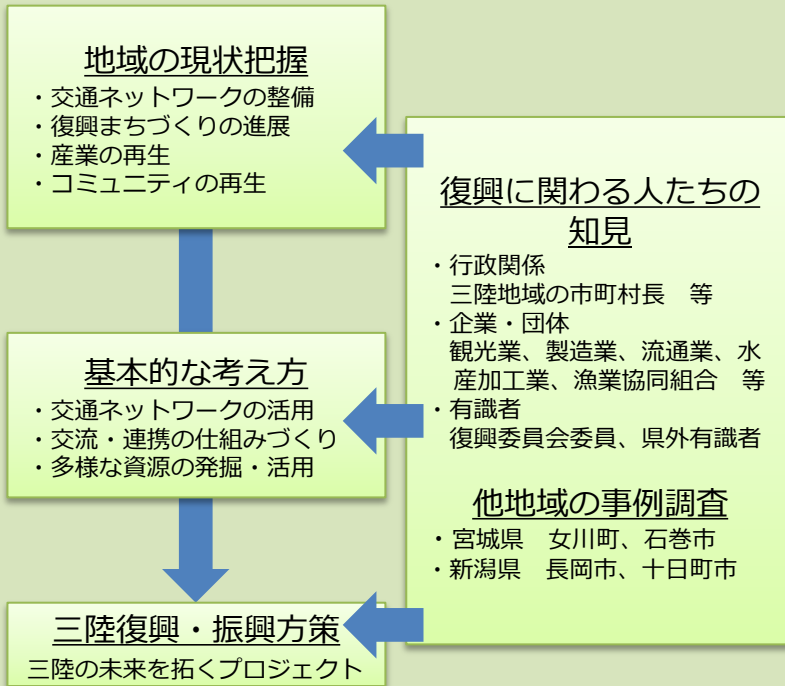 地域の現状把握
・交通ネットワークの整備
・復興まちづくりの進展
・産業の再生
・コミュニティの再生
基本的な考え方
・交通ネットワークの活用
・交流・連携の仕組みづくり
・多様な資源の発掘・活用
三陸復興・振興方策
三陸の未来を拓くプロジェクト
復興に関わる人たちの
知見
・行政関係
三陸地域の市町村長　等
・企業・団体
観光業、製造業、流通業、水
産加工業、漁業協同組合　等
・有識者
復興委員会委員、県外有識者
他地域の事例調査
・宮城県　女川町、石巻市
・新潟県　長岡市、十日町市